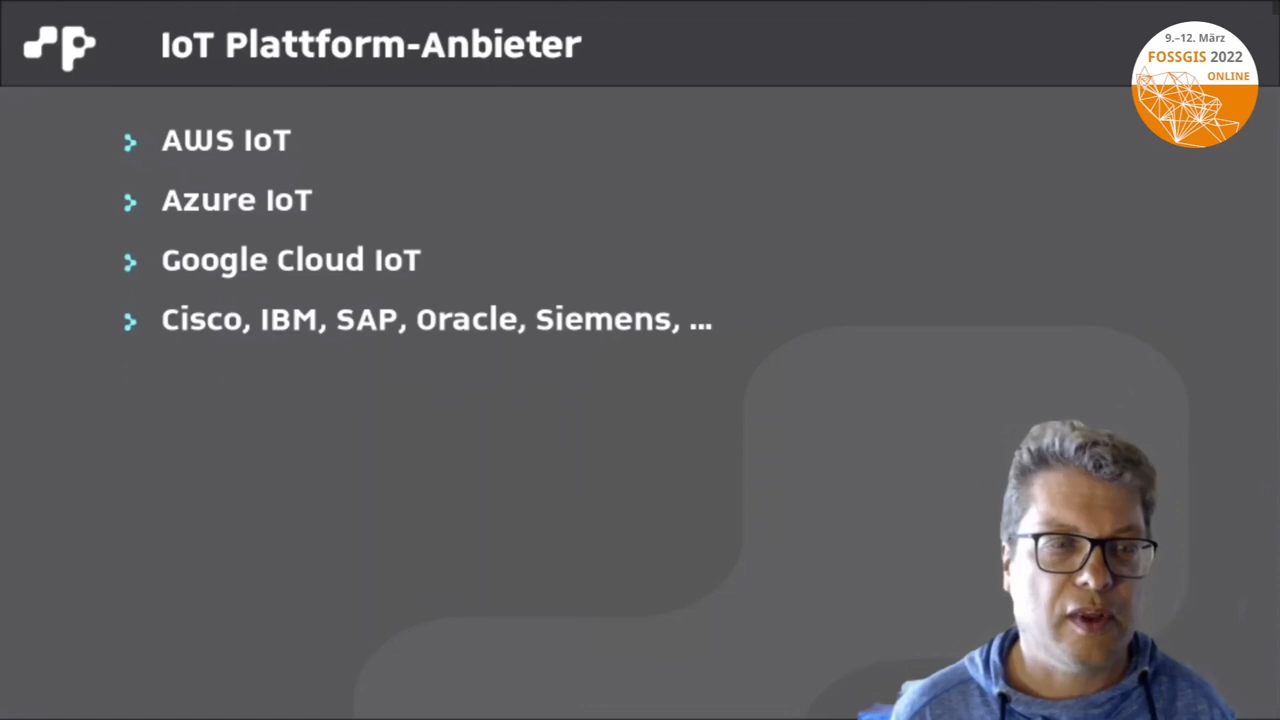 IoT Plattform-Anbieter
9.–12. März
FOSSGIS 2022
ONLINE
AWS IoT
Azure IoT
Google Cloud IoT
Cisco, IBM, SAP, Oracle, Siemens, ...